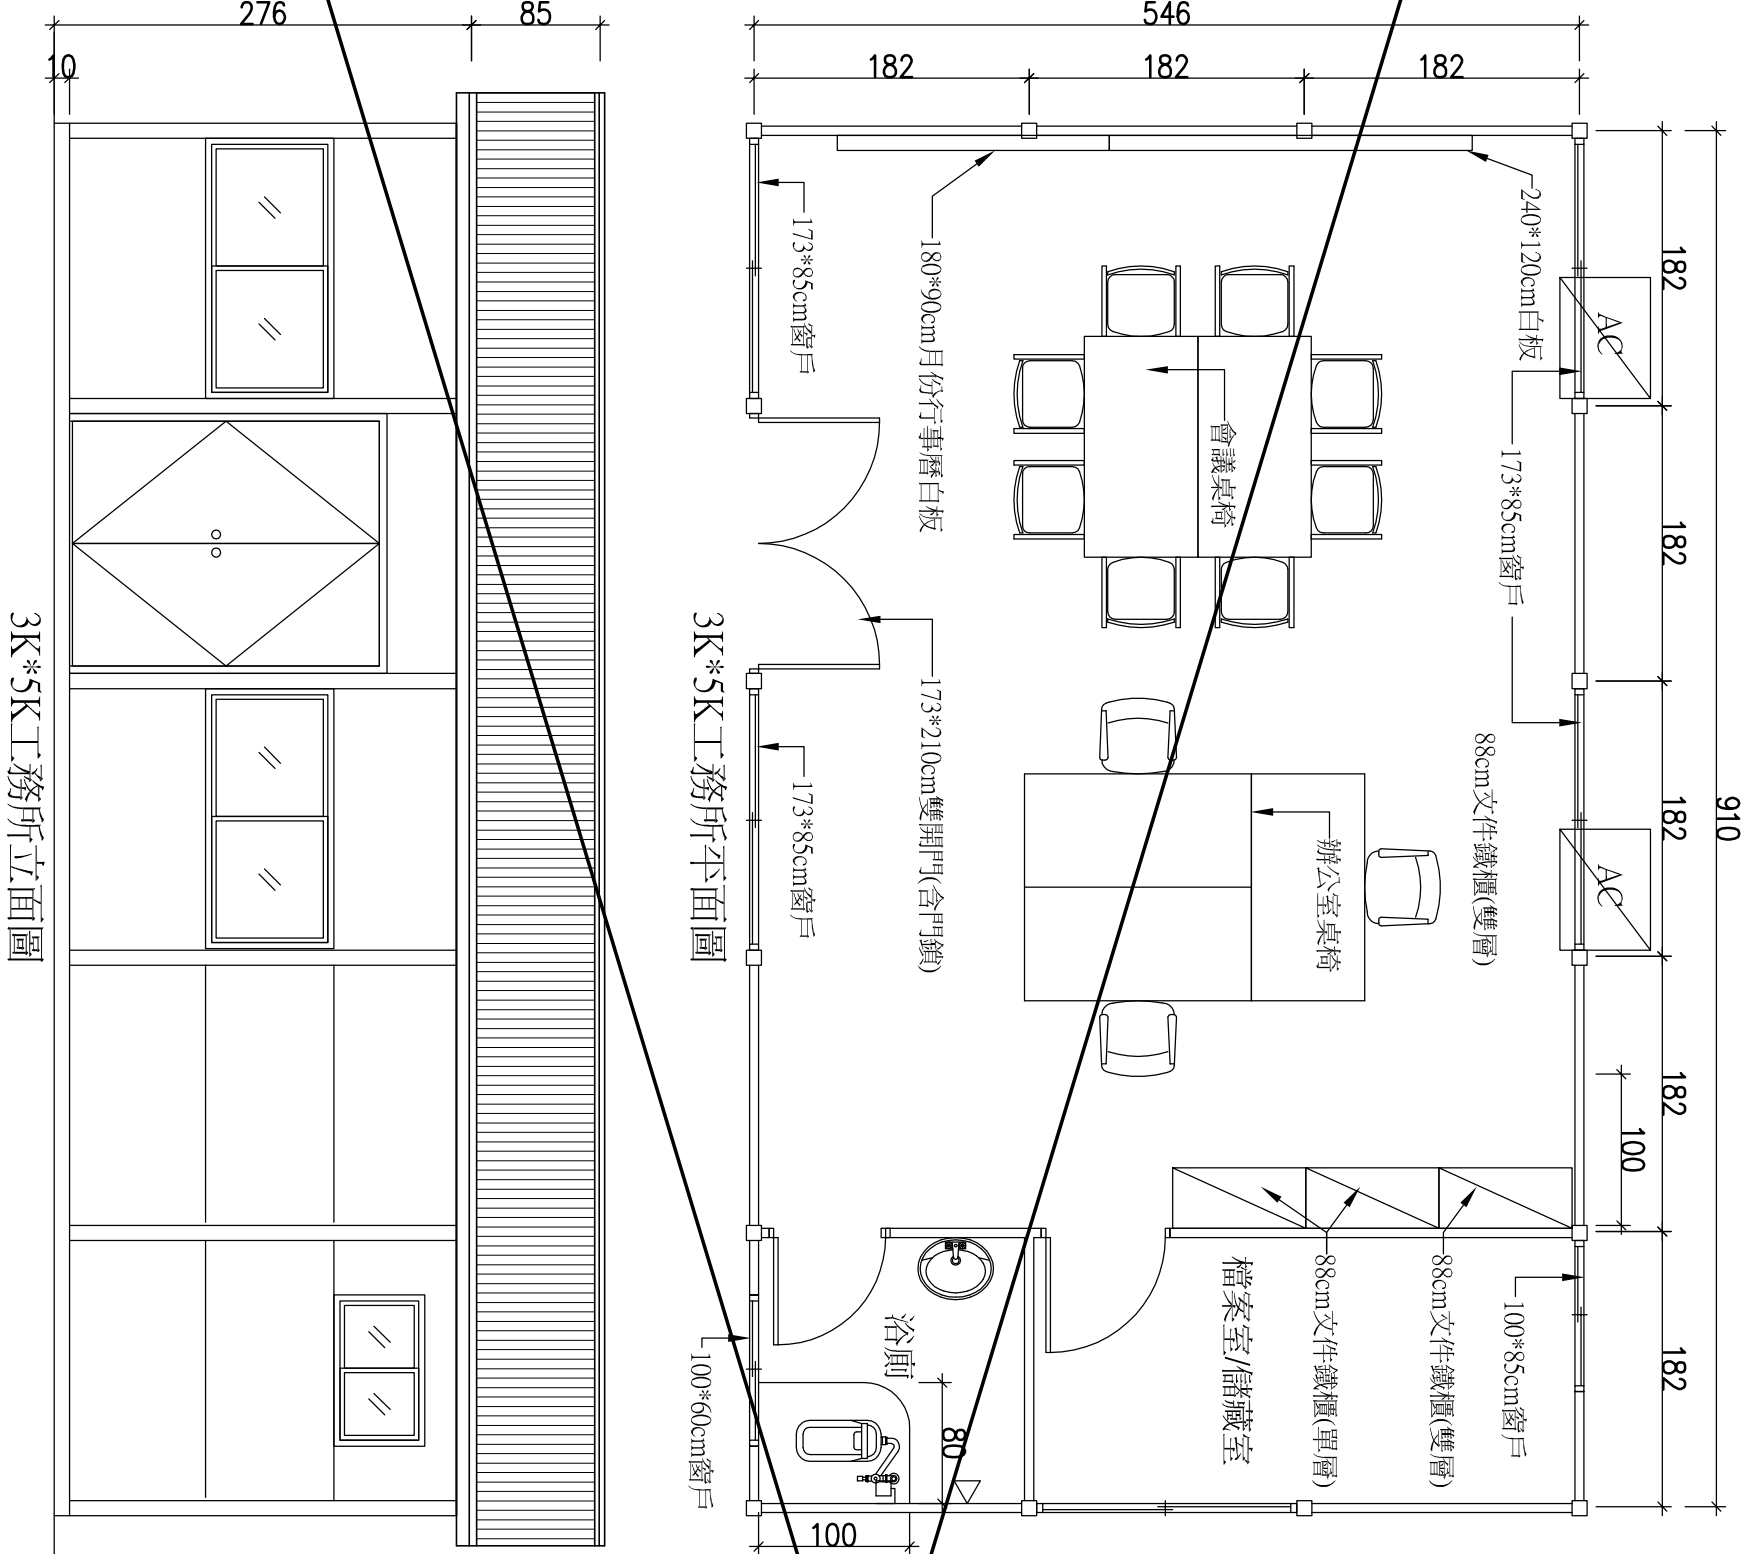 276
85
546
10
182
182
182
910
182
182
182
182
182
100
240*120cm白板
AC
173*85cm窗戶
180*90cm月份行事曆白板
173*85cm窗戶
會議桌椅
173*210cm雙開門(含門鎖)
88cm文件鐵櫃(雙層)
AC
辦公室桌椅
173*85cm窗戶
100*85cm窗戶
88cm文件鐵櫃(雙層)
88cm文件鐵櫃(單層)
檔案室/儲藏室
浴廁
80
100*60cm窗戶
100
3K*5K工務所平面圖
3K*5K工務所立面圖